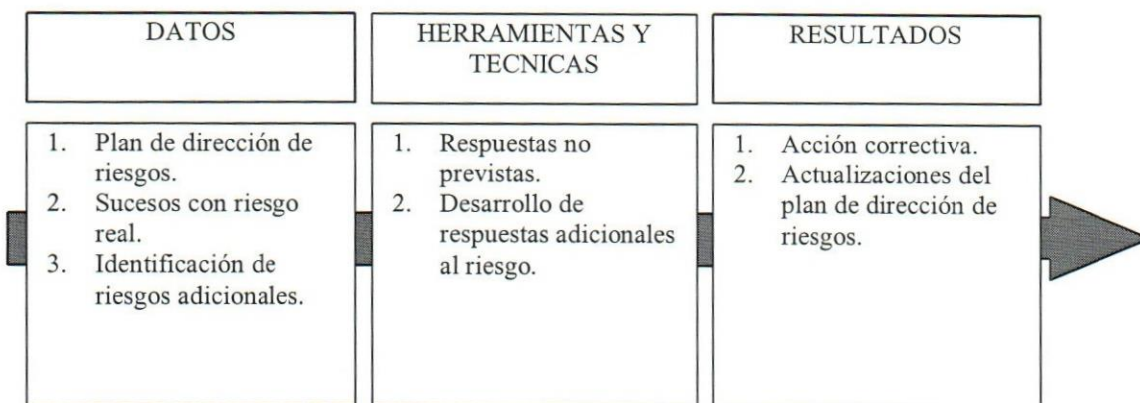 DATOS
HERRAMIENTAS Y
TECNICAS
RESULTADOS
1. Plan de dirección de
riesgos.
2. Sucesos con riesgo
real.
3. Identificación de
riesgos adicionales.
1. Respuestas no
previstas.
2. Desarrollo de
respuestas adicionales
al riesgo.
1. Acción correctiva.
2. Actualizaciones del
plan de dirección de
riesgos.